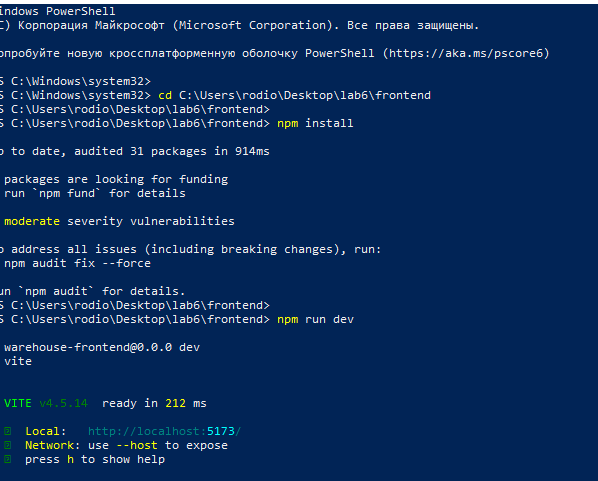 indows PowerShell
C) Корпорация Майкрософт (Microsoft Corporation). Все права защищены.
опробуйте новую кроссплатформенную оболочку PowerShell (https://aka.ms/pscore6)
S C:\Windows\system32>
S C:\Windows\system32> cd C:\Users\rodio\Desktop\lab6\frontend
S C:\Users\rodio\Desktop\lab6\frontend>
S C:\Users\rodio\Desktop\lab6\frontend> npm install
p to date, audited 31 packages in 914ms
packages are looking for funding
run `npm fund` for details
moderate severity vulnerabilities
o address all issues (including breaking changes), run:
npm audit fix --force
un `npm audit` for details.
S C:\Users\rodio\Desktop\lab6\frontend>
S C:\Users\rodio\Desktop\lab6\frontend> npm run dev
warehouse-frontend@0.0.0 dev
vite
VITE v4.5.14 ready in 212 ms
Local: http://localhost:5173/
Network: use --host to expose
press h to show help